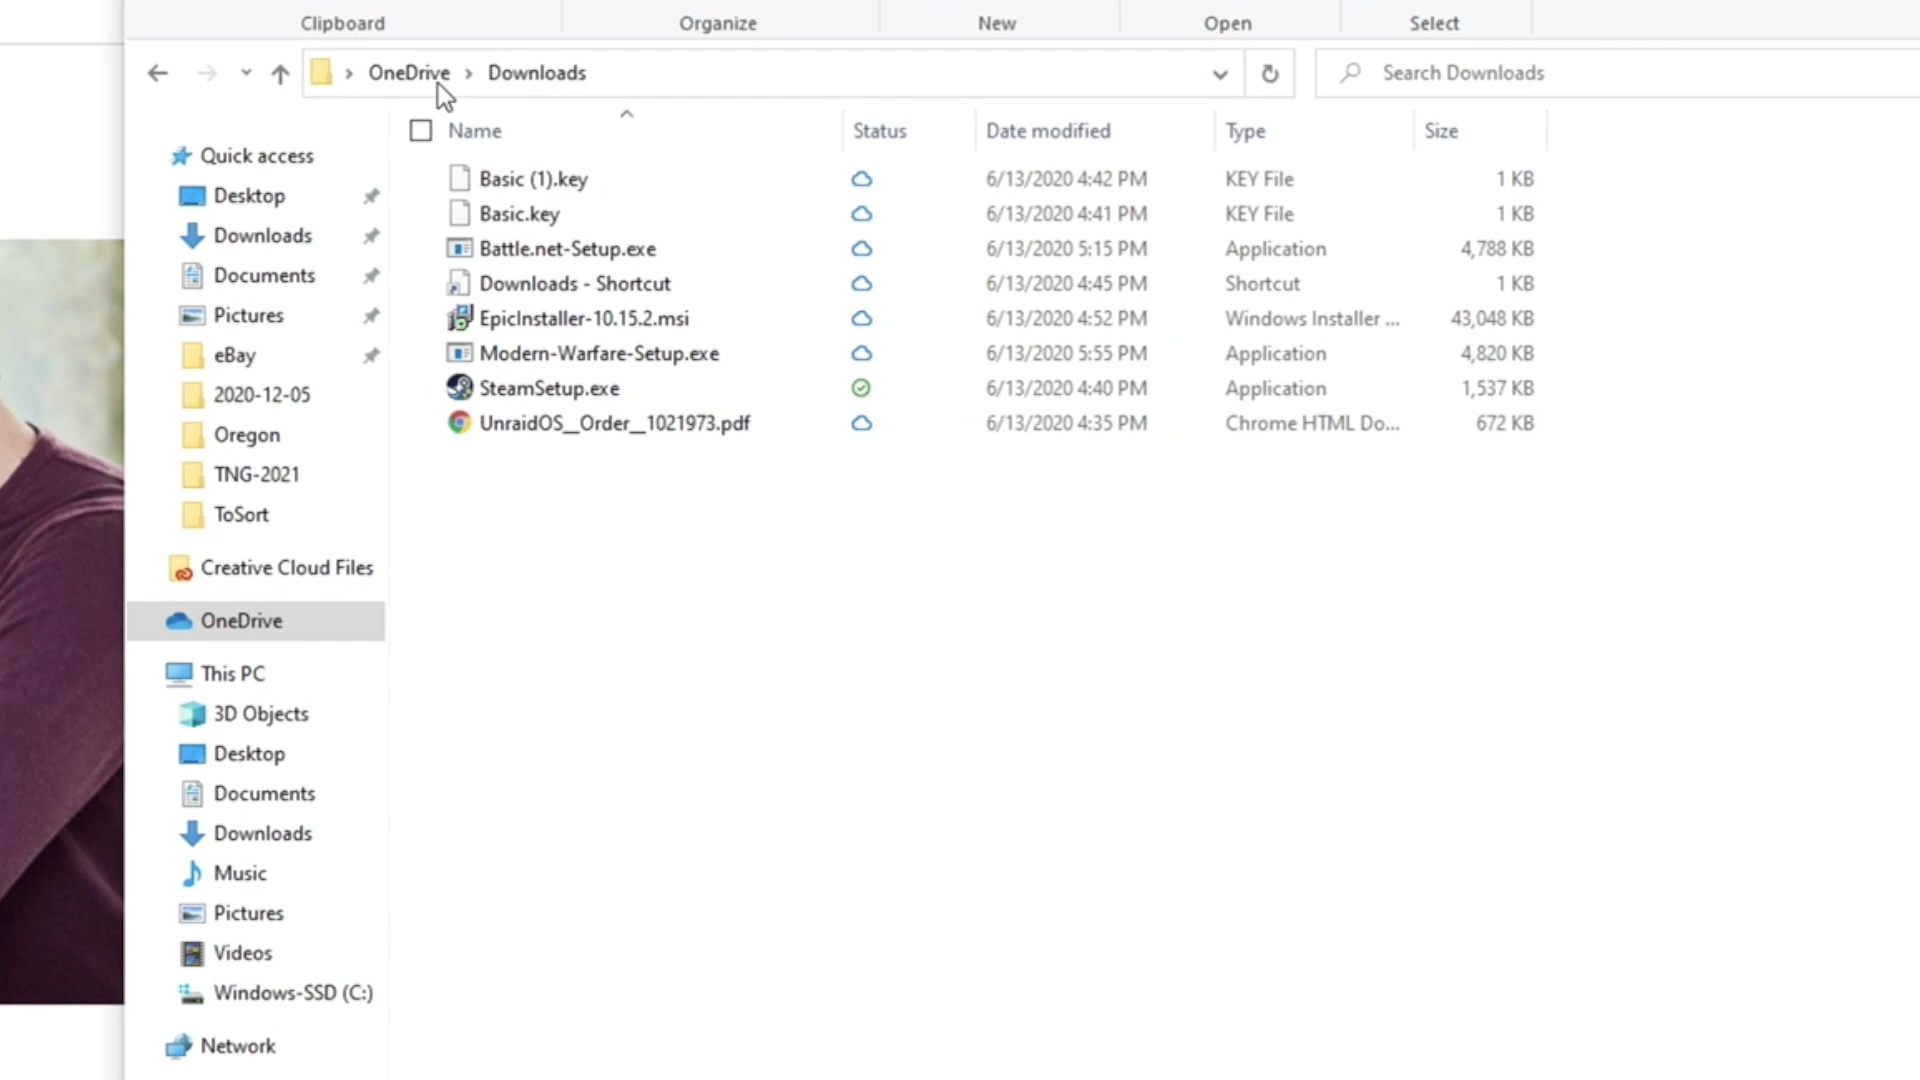 Clipboard Organize New Open Select
OneDrive Downloads Search Downloads
Name Status Date modified Type Size
Quick access
Desktop
Downloads
Documents
Pictures
eBay
2020-12-05
Oregon
TNG-2021
ToSort
Creative Cloud Files
OneDrive
This PC
3D Objects
Desktop
Documents
Downloads
Music
Pictures
Videos
Windows-SSD (C:)
Network
Basic (1).key 6/13/2020 4:42 PM KEY File 1 KB
Basic.key 6/13/2020 4:41 PM KEY File 1 KB
Battle.net-Setup.exe 6/13/2020 5:15 PM Application 4,788 KB
Downloads - Shortcut 6/13/2020 4:45 PM Shortcut 1 KB
EpicInstaller-10.15.2.msi 6/13/2020 4:52 PM Windows Installer ... 43,048 KB
Modern-Warfare-Setup.exe 6/13/2020 5:55 PM Application 4,820 KB
SteamSetup.exe 6/13/2020 4:40 PM Application 1,537 KB
UnraidOS__Order__1021973.pdf 6/13/2020 4:35 PM Chrome HTML Do... 672 KB